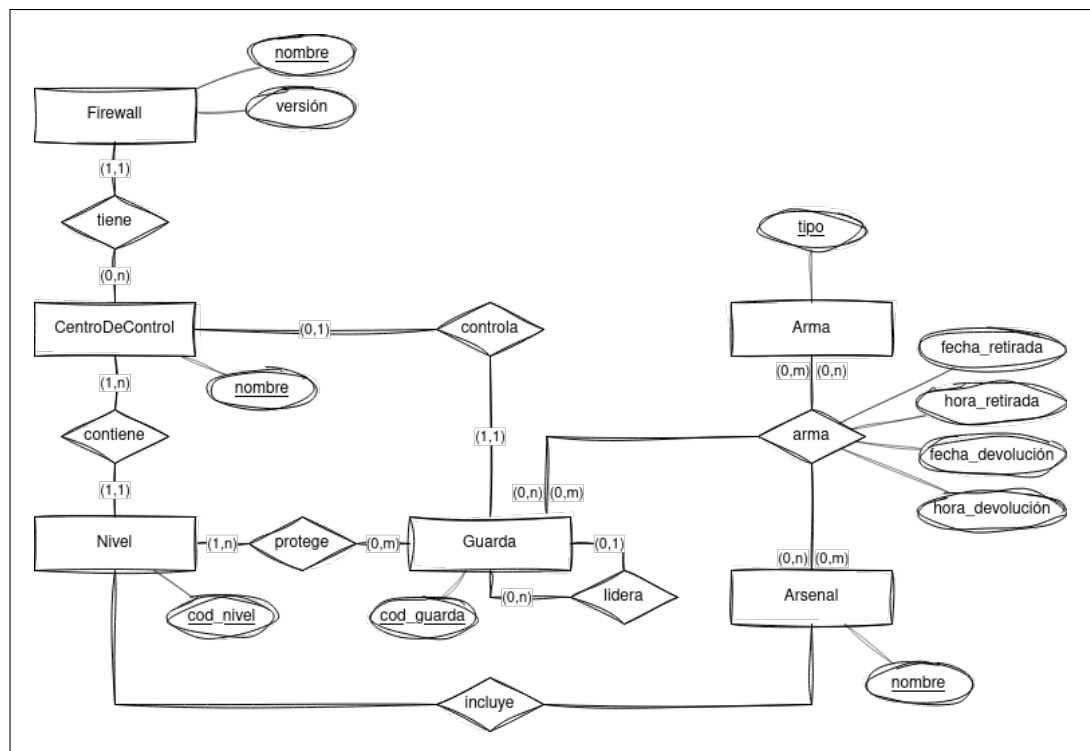 nombre
Firewall
versión
(1,1)
tiene
tipo
(0,n)
CentroDeControl
(0,1)
controla
Arma
fecha_retirada
(1,n)
nombre
(0,m)
(0,n)
hora_retirada
contiene
(1,1)
arma
fecha_devolución
(1,1)
(0,n)
(0,m)
hora_devolución
Nivel
(1,n)
protege
(0,m)
Guarda
(0,1)
(0,n)
(0,m)
(0,n)
lidera
Arsenal
cod_nivel
cod_guarda
incluye
nombre